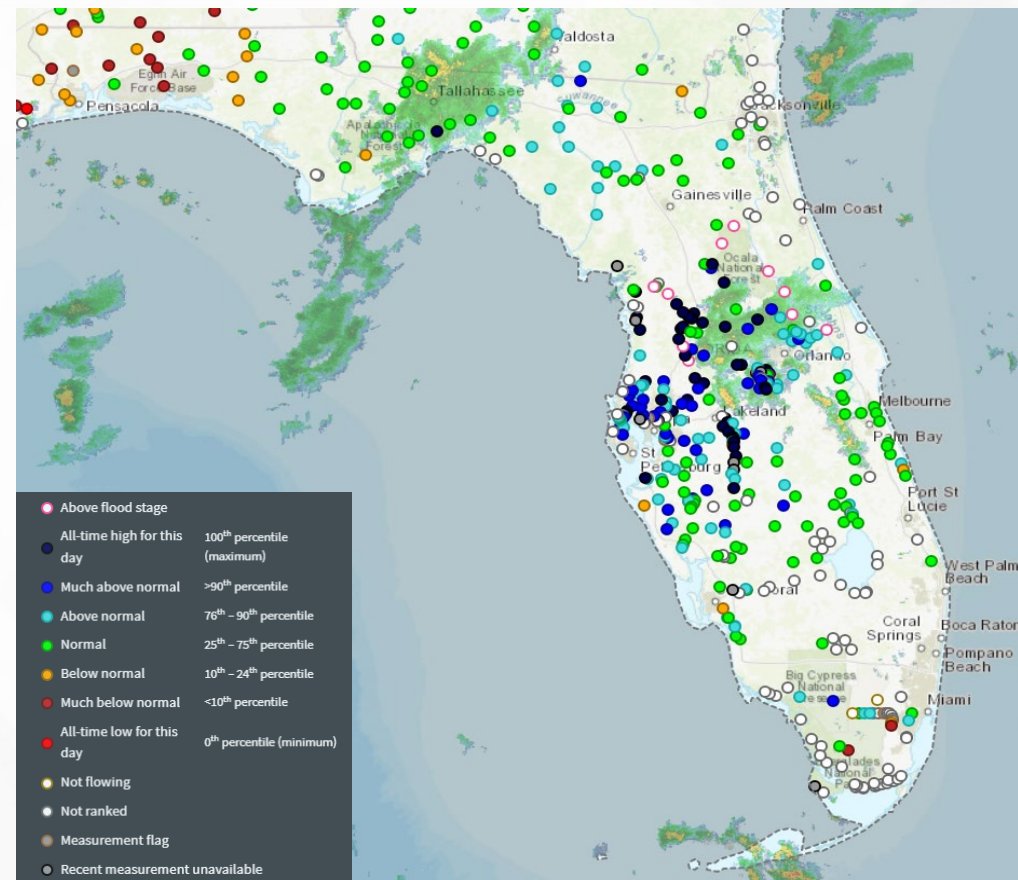 Valdosta
Eglin Air
Force Base
Pensacola
Tallahassee
Suwannee
Jacksonville
Apalachicola
National
Forest
Gainesville
Palm Coast
Ocala
National
Forest
Orlando
Lakeland
Melbourne
Palm Bay
St
Petersburg
Port St
Lucie
West Palm
Beach
Coral
Springs
Boca Raton
Pompano
Beach
Big Cypress
National
Preserve
Miami
Everglades
National
Above flood stage
All-time high for this 100th percentile
day (maximum)
Much above normal >90th percentile
Above normal 76th – 90th percentile
Normal 25th – 75th percentile
Below normal 10th – 24th percentile
Much below normal <10th percentile
All-time low for this 0th percentile (minimum)
day
Not flowing
Not ranked
Measurement flag
Recent measurement unavailable